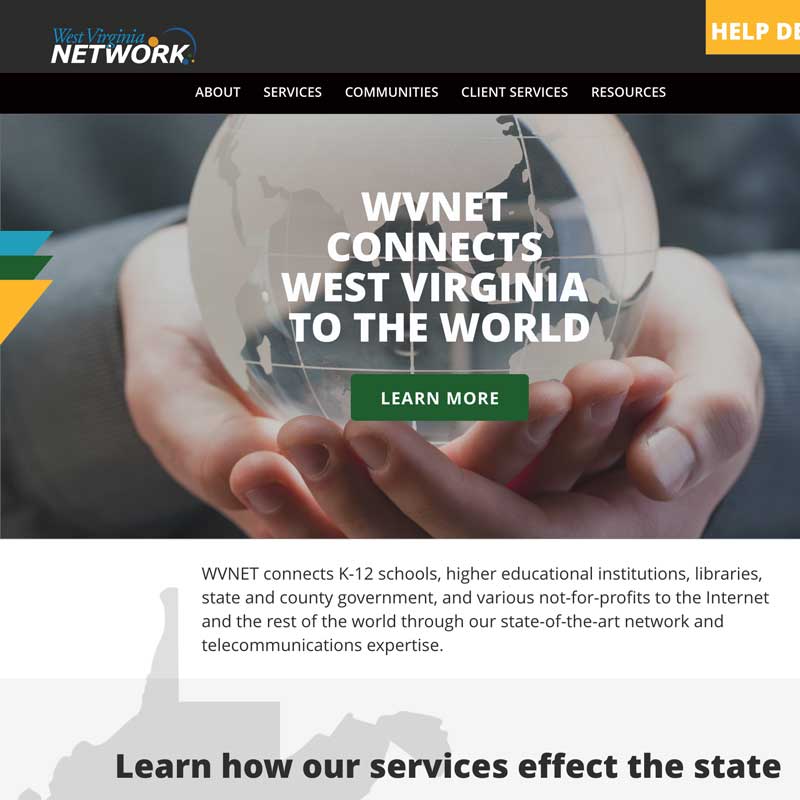 West Virginia
NETWORK
HELP DE
ABOUT SERVICES COMMUNITIES CLIENT SERVICES RESOURCES
WVNET
CONNECTS
WEST VIRGINIA
TO THE WORLD
LEARN MORE
WVNET connects K-12 schools, higher educational institutions, libraries,
state and county government, and various not-for-profits to the Internet
and the rest of the world through our state-of-the-art network and
telecommunications expertise.
Learn how our services effect the state